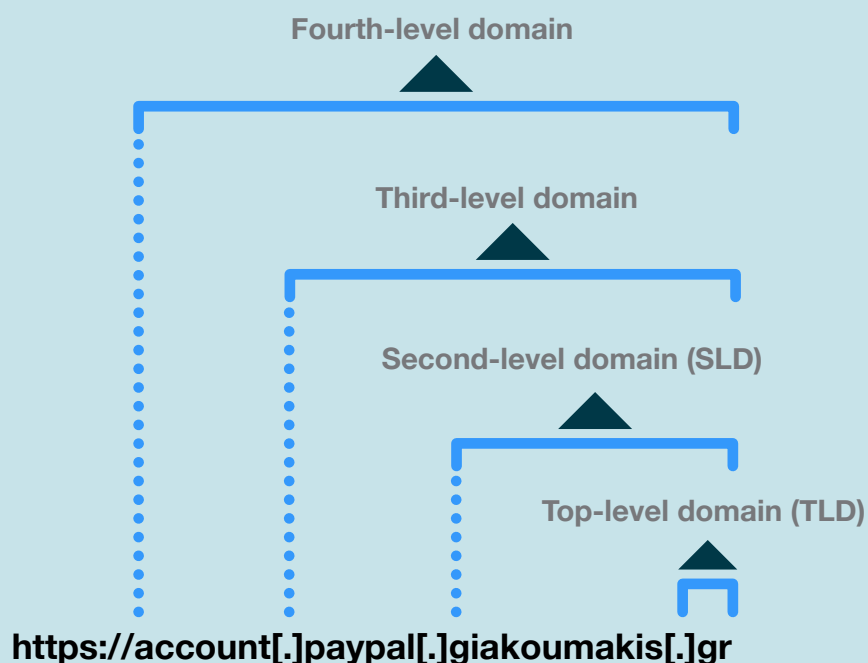 Fourth-level domain
Third-level domain
Second-level domain (SLD)
Top-level domain (TLD)
https://account[.]paypal[.]giakoumakis[.]gr